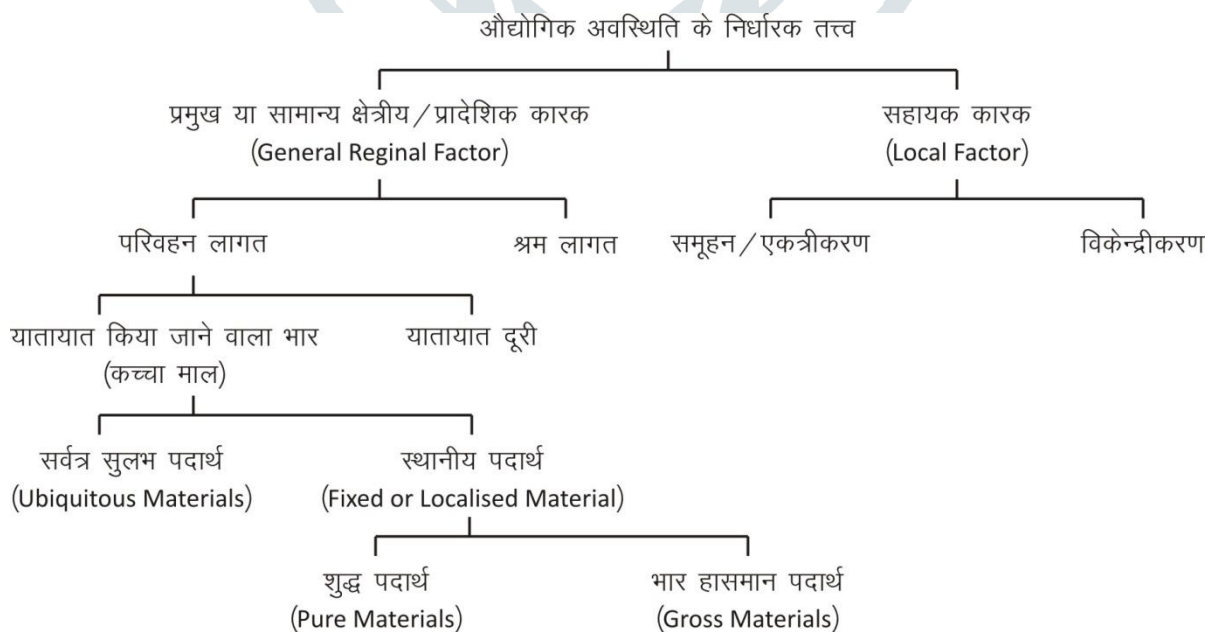 औद्योगिक अवस्थिति के निर्धारक तत्त्व
प्रमुख या सामान्य क्षेत्रीय/प्रादेशिक कारक
(General Reginal Factor)
सहायक कारक
(Local Factor)
परिवहन लागत
श्रम लागत
समूहन/एकत्रीकरण
विकेन्द्रीकरण
यातायात किया जाने वाला भार
(कच्चा माल)
यातायात दूरी
सर्वत्र सुलभ पदार्थ
(Ubiquitous Materials)
स्थानीय पदार्थ
(Fixed or Localised Material)
शुद्ध पदार्थ
(Pure Materials)
भार हासमान पदार्थ
(Gross Materials)